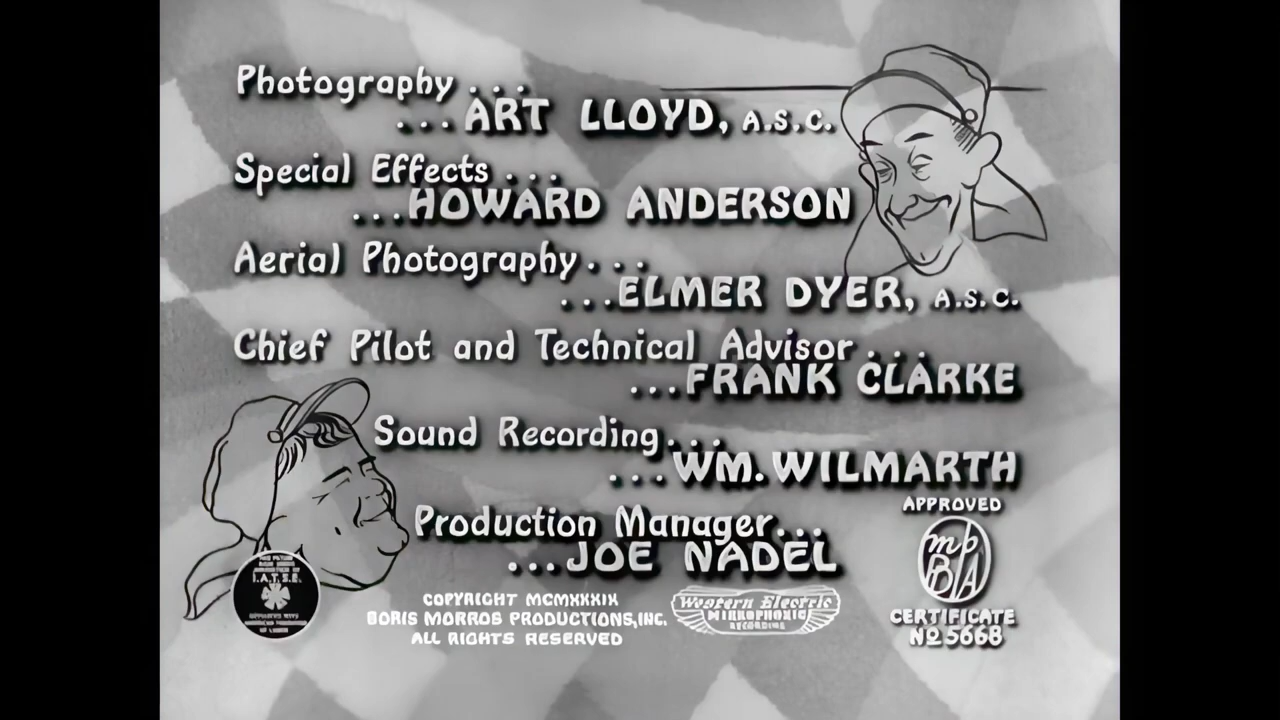 Photography...
...ART LLOYD, A.S.C.
Special Effects...
...HOWARD ANDERSON
Aerial Photography...
...ELMER DYER, A.S.C.
Chief Pilot and Technical Advisor...
...FRANK CLARKE
Sound Recording...
...WM. WILMARTH
Production Manager...
...JOE NADEL
I.A.T.S.E.
COPYRIGHT MCMXXXIX
BORIS MORROS PRODUCTIONS, INC.
ALL RIGHTS RESERVED
Western Electric
MIRROPHONIC
RECORDING
APPROVED
MPPDA
CERTIFICATE
No 5668